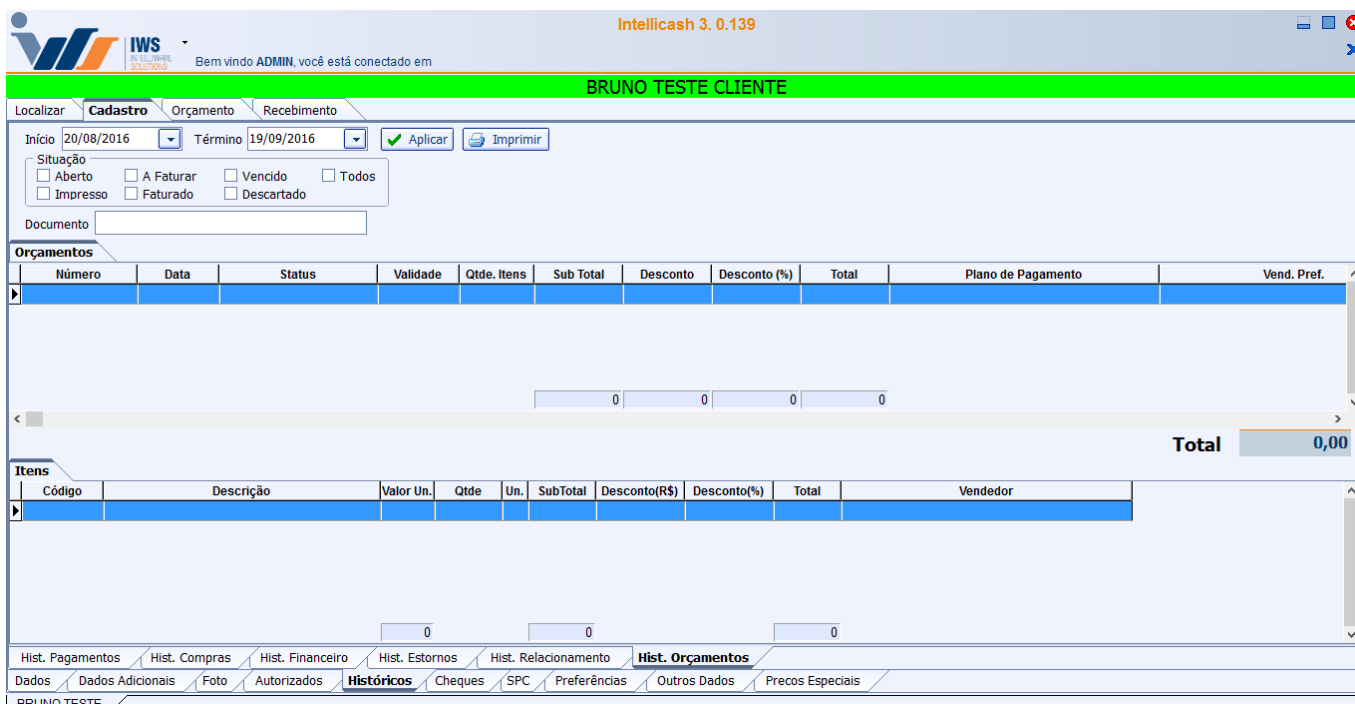 Intellicash 3. 0.139
IWS
INTELLIWARE
SOLUTIONS
Bem vindo ADMIN, você está conectado em
BRUNO TESTE CLIENTE
Localizar Cadastro Orçamento Recebimento
Início 20/08/2016 Término 19/09/2016 Aplicar Imprimir
Situação
Aberto A Faturar Vencido Todos
Impresso Faturado Descartado
Documento
Orçamentos
Número Data Status Validade Qtde. Itens Sub Total Desconto Desconto (%) Total Plano de Pagamento Vend. Pref.
0 0 0 0
Total 0,00
Itens
Código Descrição Valor Un. Qtde Un. SubTotal Desconto(R$) Desconto(%) Total Vendedor
0 0 0
Hist. Pagamentos Hist. Compras Hist. Financeiro Hist. Estornos Hist. Relacionamento Hist. Orçamentos
Dados Dados Adicionais Foto Autorizados Históricos Cheques SPC Preferências Outros Dados Precos Especiais
BRUNO TESTE